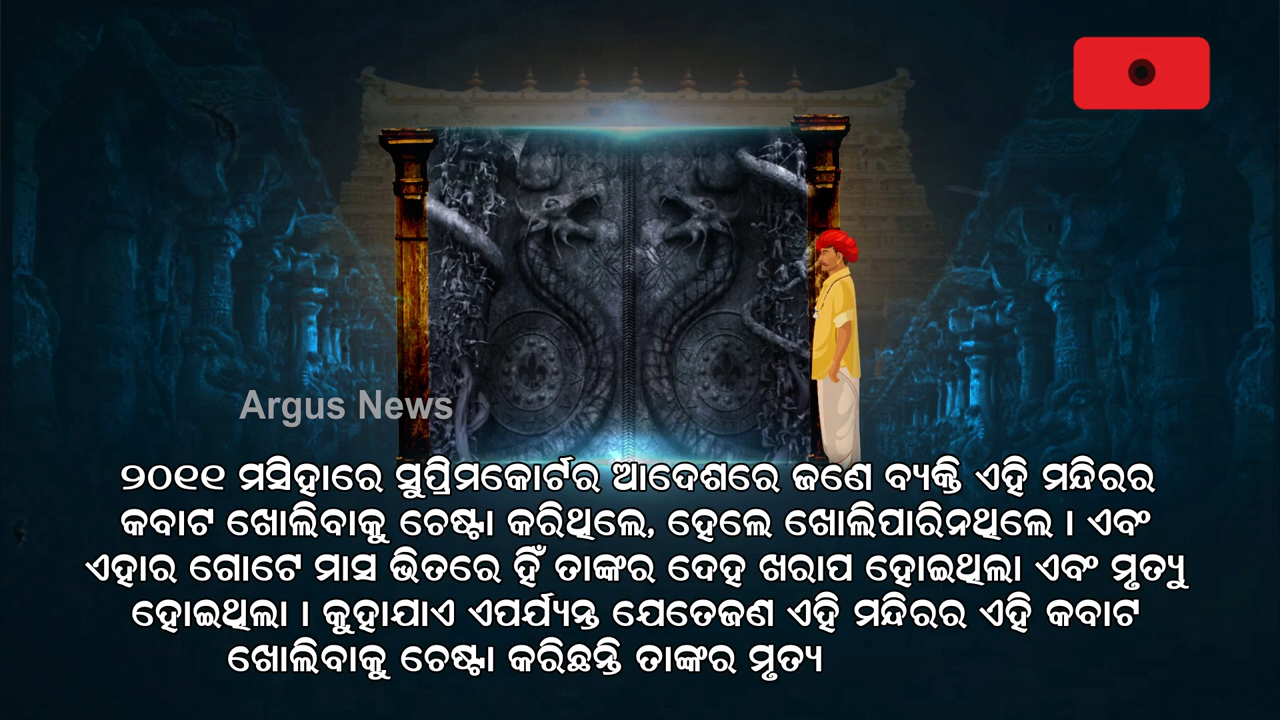 Argus News
୨୦୧୧ ମସିହାରେ ସୁପ୍ରିମକୋର୍ଟର ଆଦେଶରେ ଜଣେ ବ୍ୟକ୍ତି ଏହି ମନ୍ଦିରର
କବାଟ ଖୋଲିବାକୁ ଚେଷ୍ଟା କରିଥିଲେ, ହେଲେ ଖୋଲିପାରିନଥିଲେ । ଏବଂ
ଏହାର ଗୋଟେ ମାସ ଭିତରେ ହିଁ ତାଙ୍କର ଦେହ ଖରାପ ହୋଇଥିଲା ଏବଂ ମୃତ୍ୟୁ
ହୋଇଥିଲା । କୁହାଯାଏ ଏପର୍ଯ୍ୟନ୍ତ ଯେତେଜଣ ଏହି ମନ୍ଦିରର ଏହି କବାଟ
ଖୋଲିବାକୁ ଚେଷ୍ଟା କରିଛନ୍ତି ତାଙ୍କର ମୃତ୍ୟ